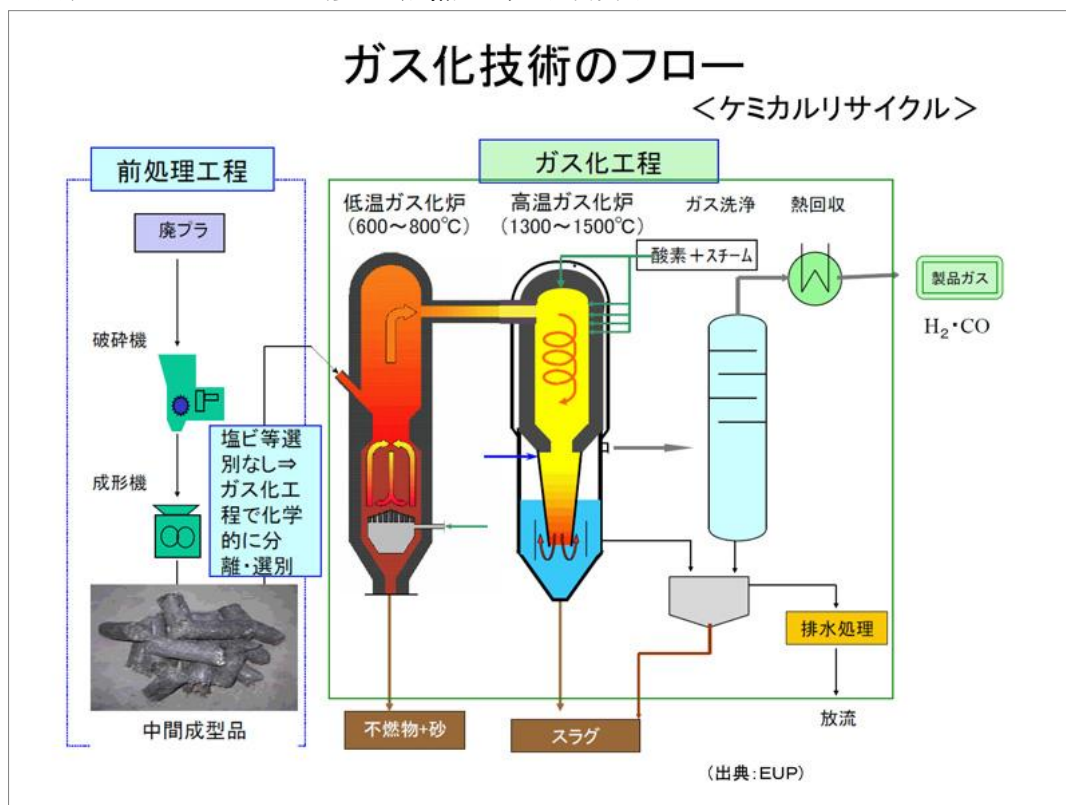 ガス化技術のフロー
＜ケミカルリサイクル＞
前処理工程
ガス化工程
廃プラ
破砕機
成形機
塩ビ等選
別なし⇒
ガス化工
程で化学
的に分
離・選別
中間成型品
低温ガス化炉
（600～800℃）
高温ガス化炉
（1300～1500℃）
ガス洗浄
熱回収
酸素＋スチーム
製品ガス
H₂・CO
排水処理
放流
不燃物+砂
スラグ
（出典：EUP）